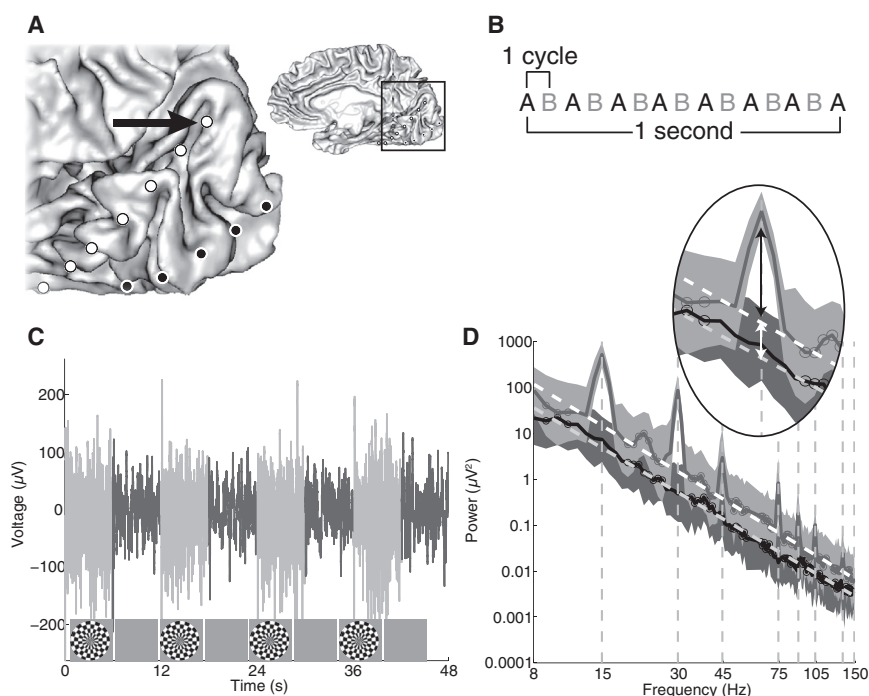 A
B
1 cycle
A B A B A B A B A B A B A B A
1 second
C
Voltage (µV)
200
100
0
−100
−200
0
12
24
36
48
Time (s)
D
Power (µV²)
1000
100
10
1
0.1
0.01
0.001
0.0001
8
15
30
45
75
105
150
Frequency (Hz)